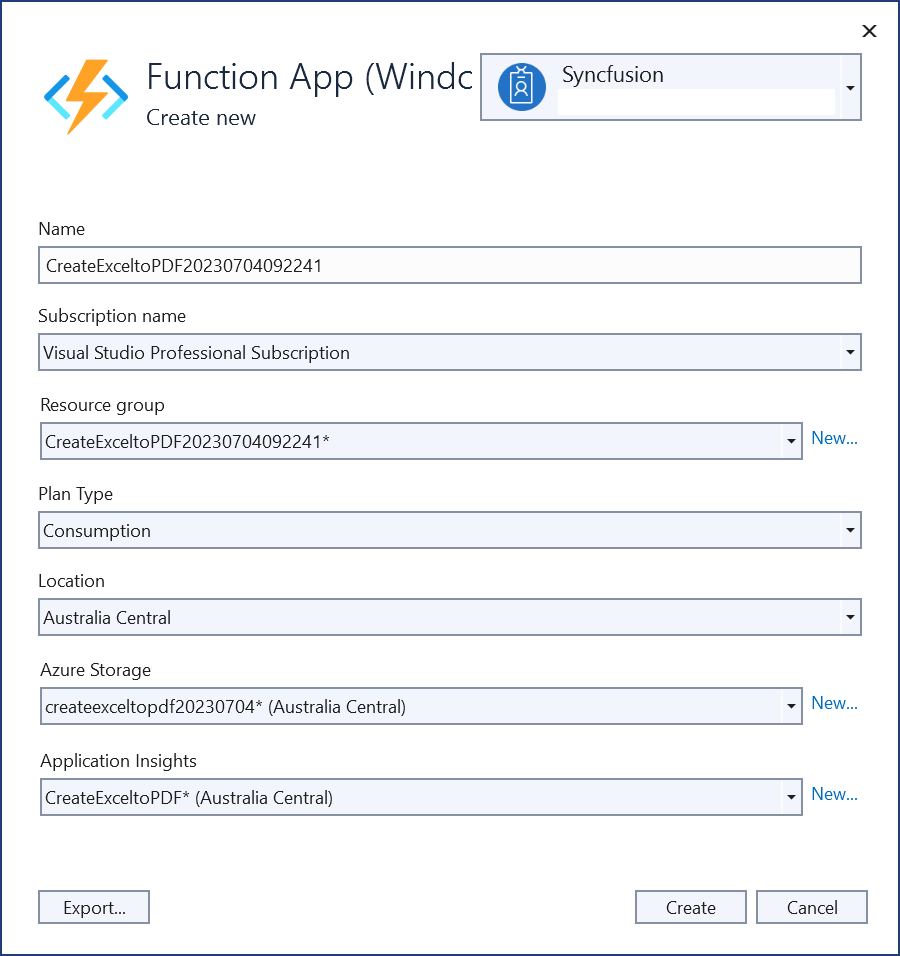 Function App (Windc
Create new
Syncfusion
Name
CreateExceltoPDF20230704092241
Subscription name
Visual Studio Professional Subscription
Resource group
CreateExceltoPDF20230704092241*
New...
Plan Type
Consumption
Location
Australia Central
Azure Storage
createexceltopdf20230704* (Australia Central)
New...
Application Insights
CreateExceltoPDF* (Australia Central)
New...
Export...
Create
Cancel